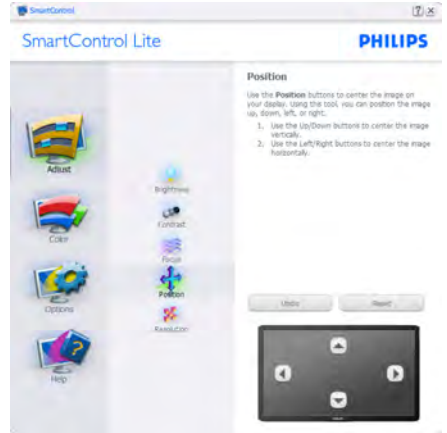 SmartControl
SmartControl Lite
PHILIPS
Position
Use the Position buttons to center the image on
your display. Using the tool, you can position the image
up, down, left, or right.
1. Use the Up/Down buttons to center the image
vertically.
2. Use the Left/Right buttons to center the image
horizontally.
Adjust
Color
Options
Help
Brightness
Contrast
Focus
Position
Resolution
Undo
Reset